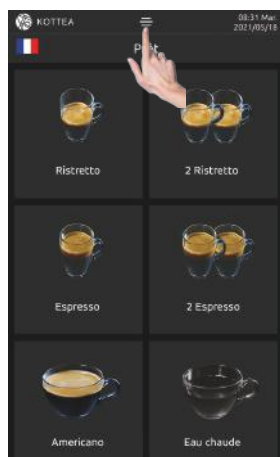 KOTTEA
08:31 Mar.
2021/05/18
Prêt
Ristretto
2 Ristretto
Espresso
2 Espresso
Americano
Eau chaude